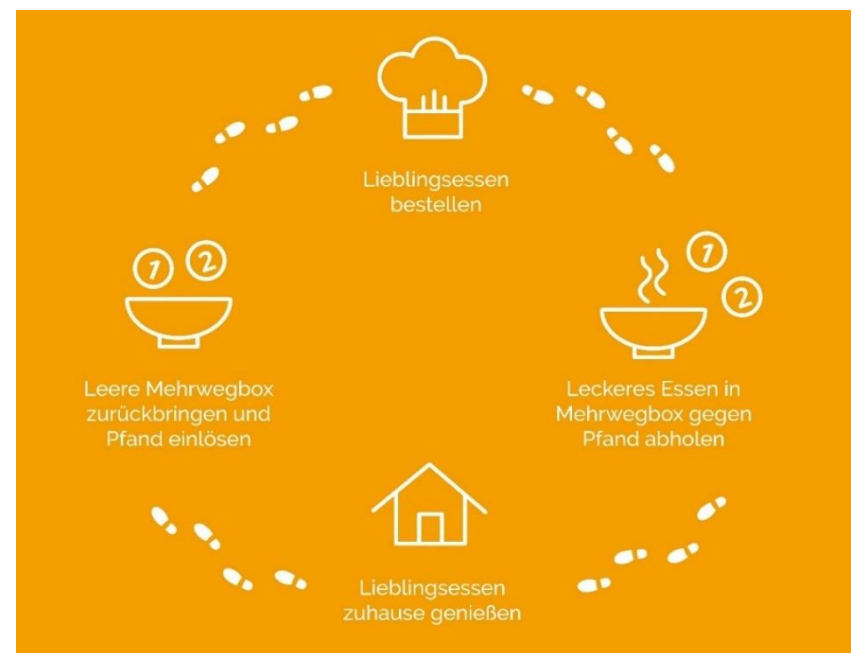 Lieblingsessen
bestellen
1 2
Leere Mehrwegbox
zurückbringen und
Pfand einlösen
1
2
Leckeres Essen in
Mehrwegbox gegen
Pfand abholen
Lieblingsessen
zuhause genießen